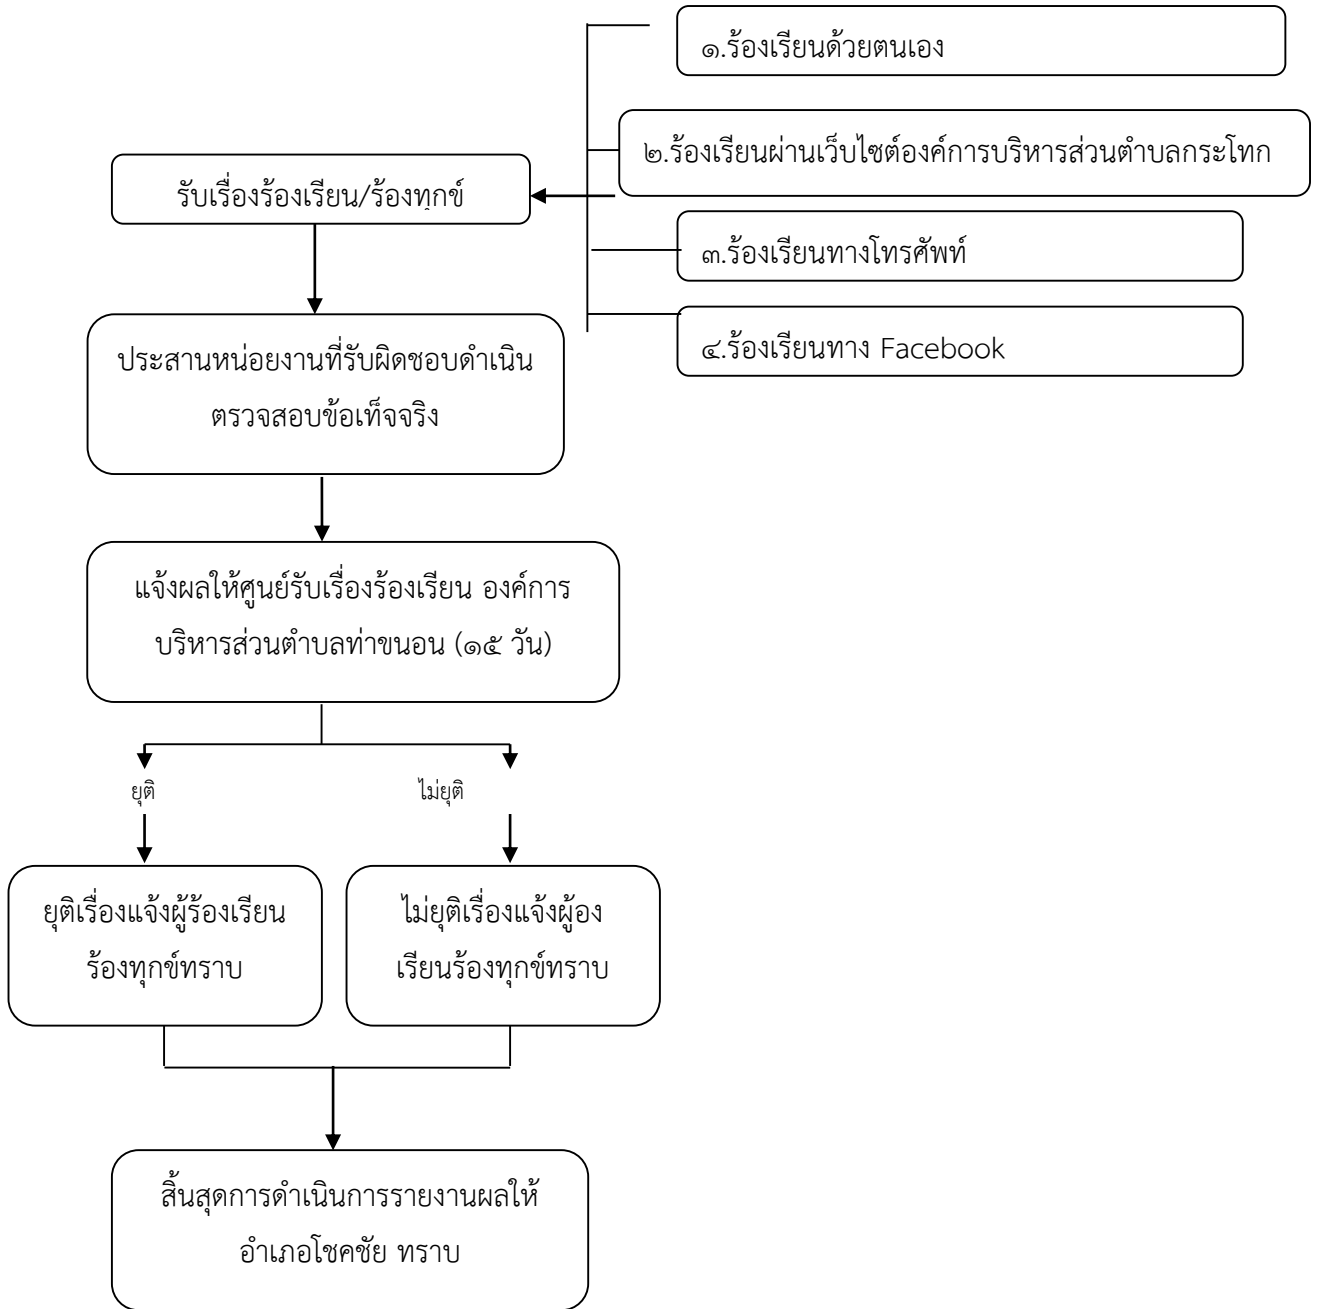 ๑.ร้องเรียนด้วยตนเอง
๒.ร้องเรียนผ่านเว็บไซต์องค์การบริหารส่วนตำบลกระโทก
รับเรื่องร้องเรียน/ร้องทุกข์
๓.ร้องเรียนทางโทรศัพท์
๔.ร้องเรียนทาง Facebook
ประสานหน่อยงานที่รับผิดชอบดำเนิน
ตรวจสอบข้อเท็จจริง
แจ้งผลให้ศูนย์รับเรื่องร้องเรียน องค์การ
บริหารส่วนตำบลท่าขนอน (๑๕ วัน)
ยุติ
ไม่ยุติ
ยุติเรื่องแจ้งผู้ร้องเรียน
ร้องทุกข์ทราบ
ไม่ยุติเรื่องแจ้งผู้อง
เรียนร้องทุกข์ทราบ
สิ้นสุดการดำเนินการรายงานผลให้
อำเภอโชคชัย ทราบ